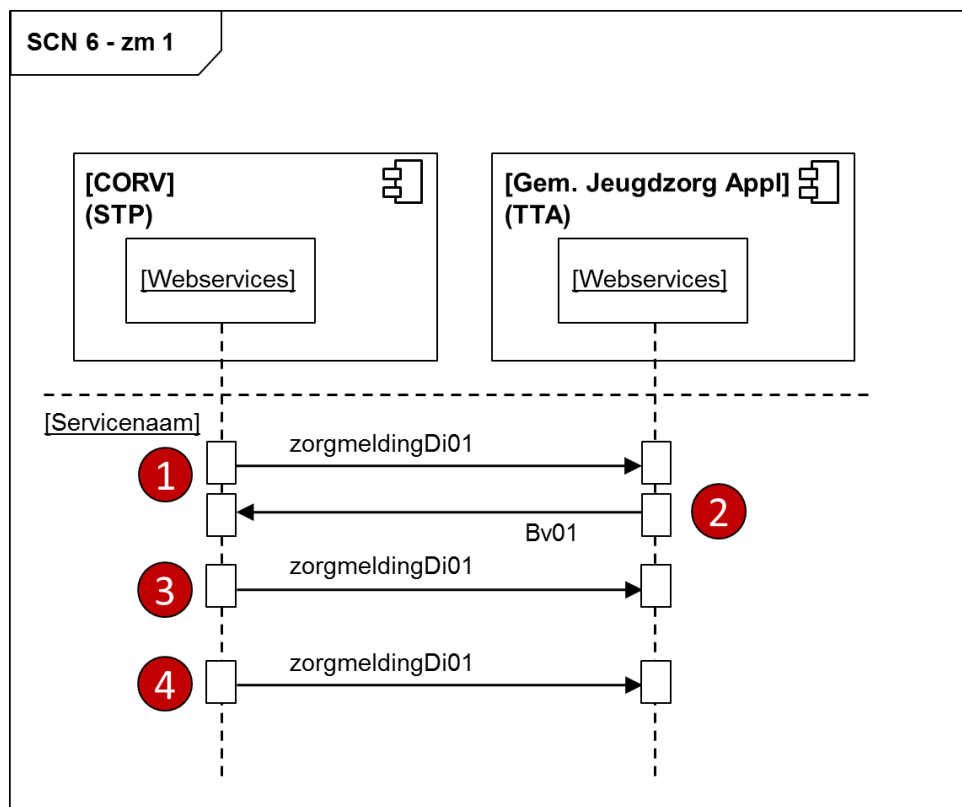 SCN 6 - zm 1
[CORV]
(STP)
[Webservices]
[Gem. Jeugdzorg Appl]
(TTA)
[Webservices]
[Servicenaam]
zorgmeldingDi01
1
Bv01
2
zorgmeldingDi01
3
zorgmeldingDi01
4